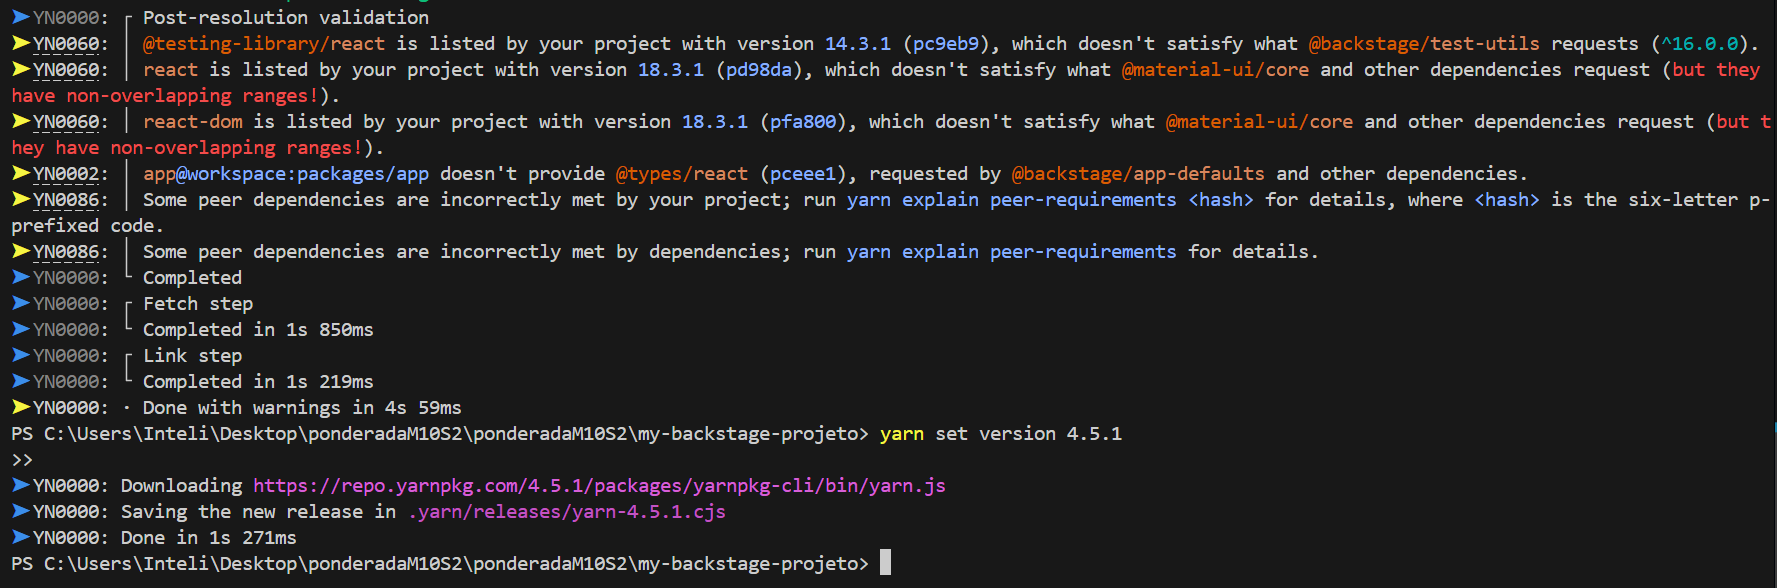 ➤ YN0000: ┌ Post-resolution validation
➤ YN0060: │ @testing-library/react is listed by your project with version 14.3.1 (pc9eb9), which doesn't satisfy what @backstage/test-utils requests (^16.0.0).
➤ YN0060: │ react is listed by your project with version 18.3.1 (pd98da), which doesn't satisfy what @material-ui/core and other dependencies request (but they
have non-overlapping ranges!).
➤ YN0060: │ react-dom is listed by your project with version 18.3.1 (pfa800), which doesn't satisfy what @material-ui/core and other dependencies request (but t
hey have non-overlapping ranges!).
➤ YN0002: │ app@workspace:packages/app doesn't provide @types/react (pceee1), requested by @backstage/app-defaults and other dependencies.
➤ YN0086: │ Some peer dependencies are incorrectly met by your project; run yarn explain peer-requirements <hash> for details, where <hash> is the six-letter p-
prefixed code.
➤ YN0086: │ Some peer dependencies are incorrectly met by dependencies; run yarn explain peer-requirements for details.
➤ YN0000: └ Completed
➤ YN0000: ┌ Fetch step
➤ YN0000: └ Completed in 1s 850ms
➤ YN0000: ┌ Link step
➤ YN0000: └ Completed in 1s 219ms
➤ YN0000: · Done with warnings in 4s 59ms
PS C:\Users\Inteli\Desktop\ponderadaM10S2\ponderadaM10S2\my-backstage-projeto> yarn set version 4.5.1
>>
➤ YN0000: Downloading https://repo.yarnpkg.com/4.5.1/packages/yarnpkg-cli/bin/yarn.js
➤ YN0000: Saving the new release in .yarn/releases/yarn-4.5.1.cjs
➤ YN0000: Done in 1s 271ms
PS C:\Users\Inteli\Desktop\ponderadaM10S2\ponderadaM10S2\my-backstage-projeto>